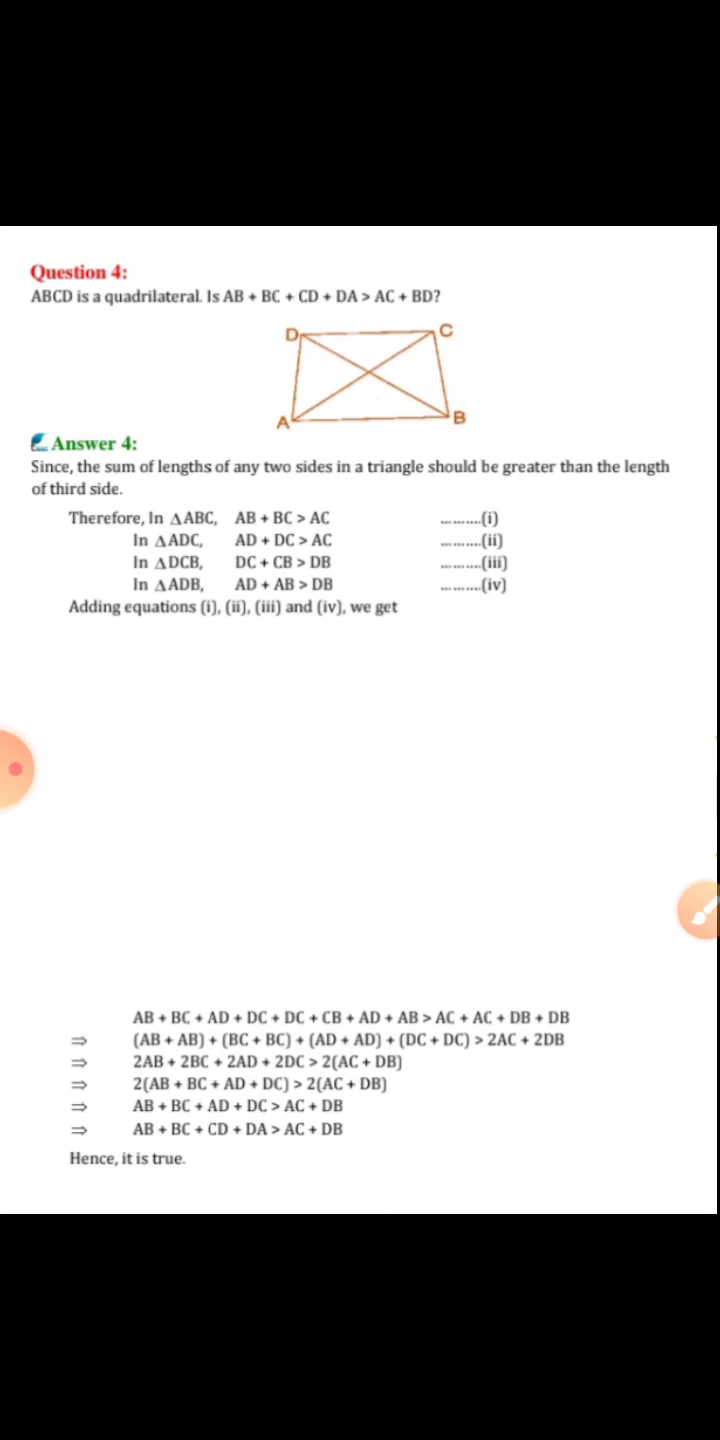 Question 4:
ABCD is a quadrilateral. Is AB + BC + CD + DA > AC + BD?
D
C
A
B
Answer 4:
Since, the sum of lengths of any two sides in a triangle should be greater than the length
of third side.
Therefore, In △ABC, AB + BC > AC ..........(i)
In △ADC, AD + DC > AC ..........(ii)
In △DCB, DC + CB > DB ..........(iii)
In △ADB, AD + AB > DB ..........(iv)
Adding equations (i), (ii), (iii) and (iv), we get
AB + BC + AD + DC + DC + CB + AD + AB > AC + AC + DB + DB
⇒ (AB + AB) + (BC + BC) + (AD + AD) + (DC + DC) > 2AC + 2DB
⇒ 2AB + 2BC + 2AD + 2DC > 2(AC + DB)
⇒ 2(AB + BC + AD + DC) > 2(AC + DB)
⇒ AB + BC + AD + DC > AC + DB
⇒ AB + BC + CD + DA > AC + DB
Hence, it is true.